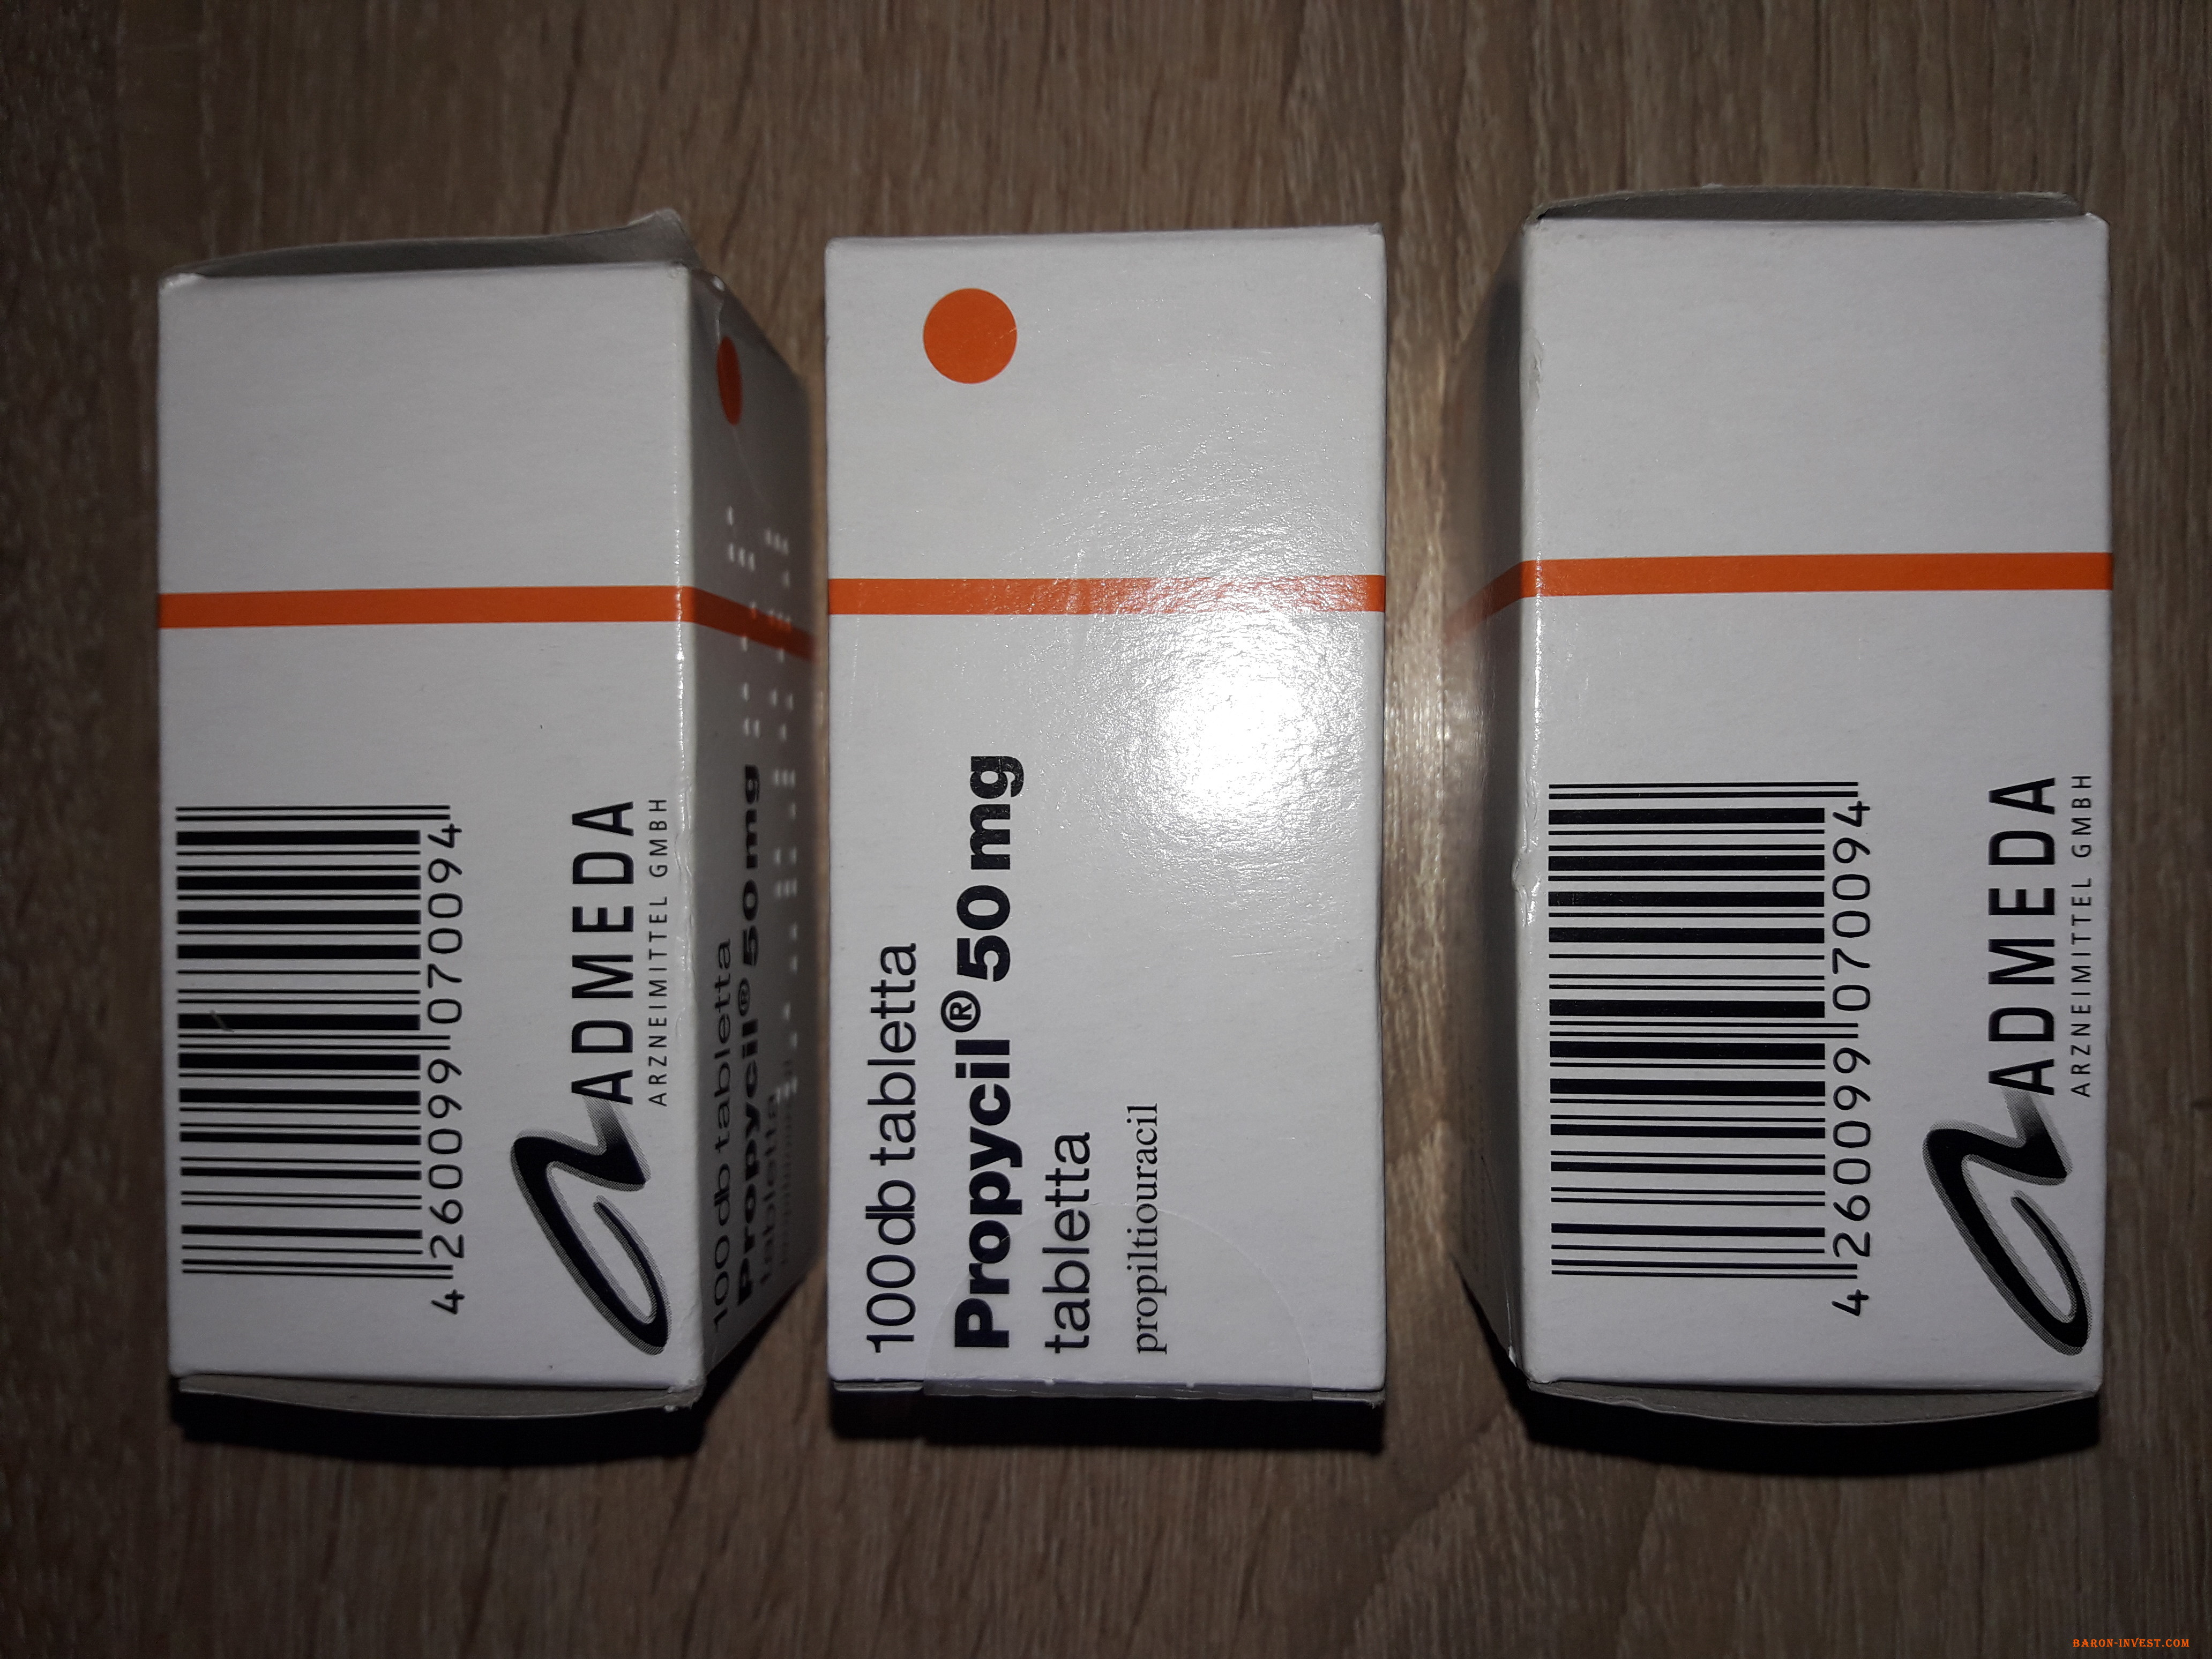 4 260099 070094
ADMEDA
ARZNEIMITTEL GMBH
100 db tabletta
Propycil® 50 mg
tabletta
100 db tabletta
Propycil® 50 mg
tabletta
propiltiouracil
4 260099 070094
ADMEDA
ARZNEIMITTEL GMBH
BARON-INVEST.COM